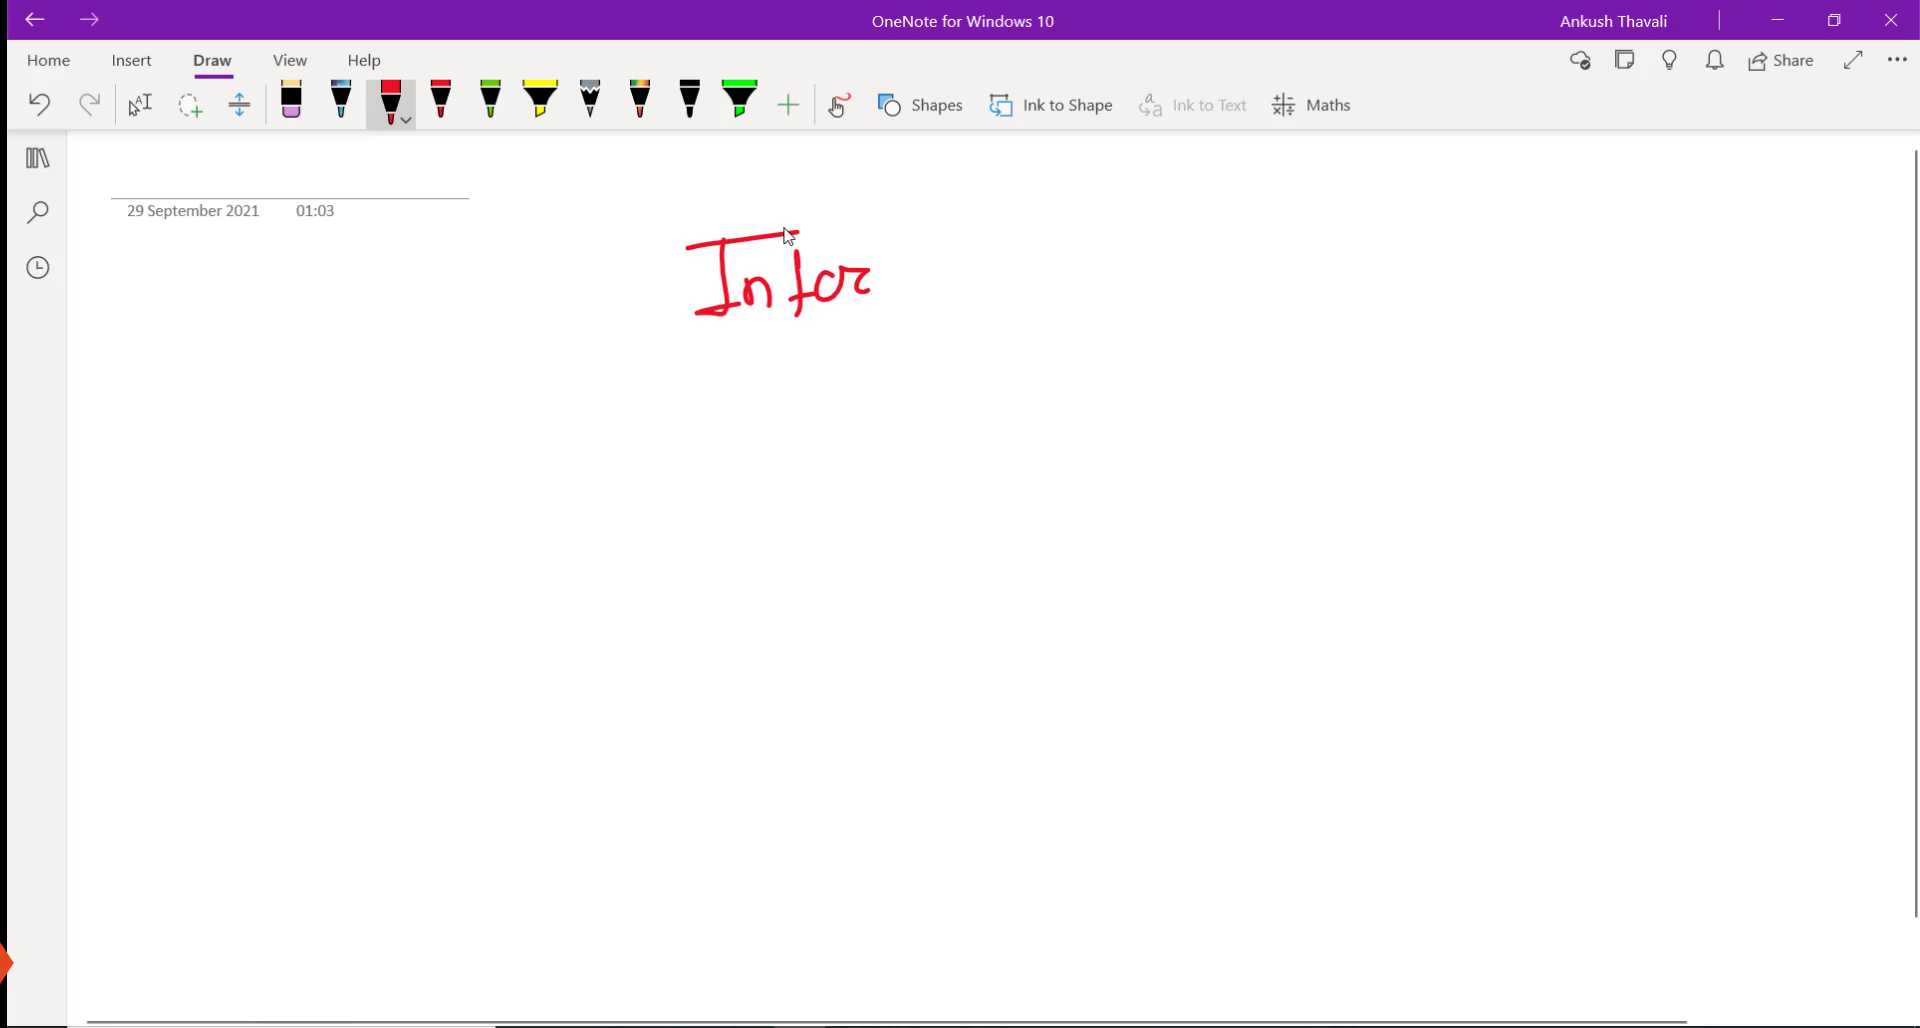 OneNote for Windows 10
Ankush Thavali
Home Insert Draw View Help
Share
Shapes Ink to Shape Ink to Text Maths
29 September 2021 01:03
Infor